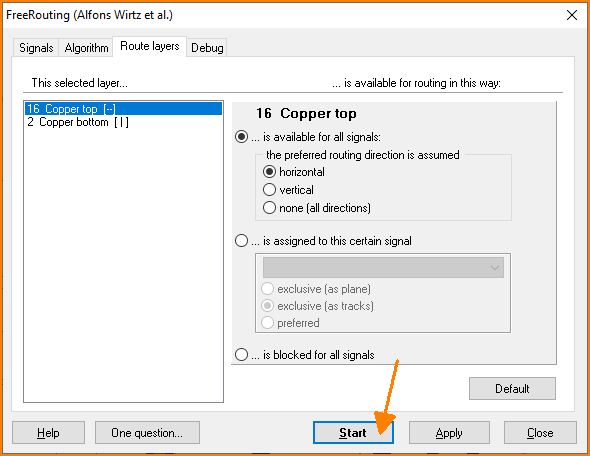 FreeRouting (Alfons Wirtz et al.)
Signals Algorithm Route layers Debug
This selected layer... ... is available for routing in this way:
16 Copper top [--]
2 Copper bottom [ | ]
16 Copper top
... is available for all signals:
the preferred routing direction is assumed
horizontal
vertical
none (all directions)
... is assigned to this certain signal
exclusive (as plane)
exclusive (as tracks)
preferred
... is blocked for all signals
Default
Help One question... Start Apply Close